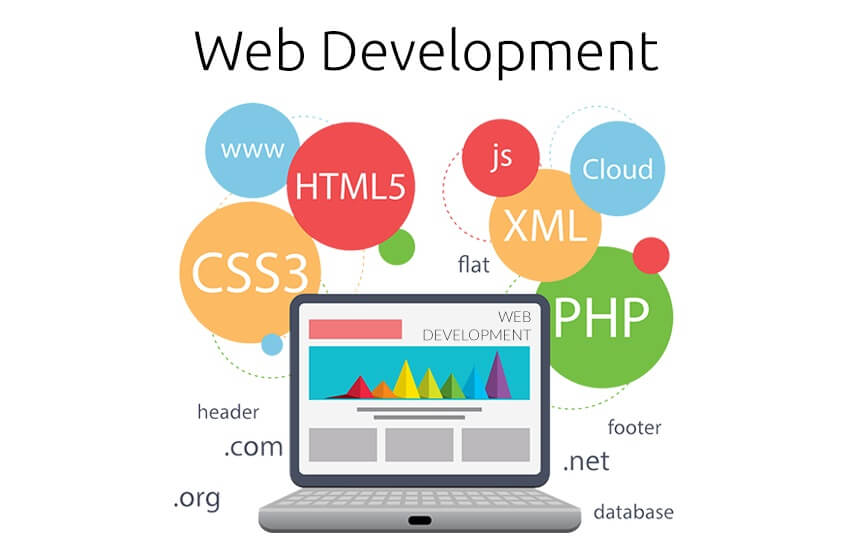 Web Development
www
HTML5
CSS3
js
Cloud
XML
flat
PHP
WEB
DEVELOPMENT
header
.com
.org
footer
.net
database